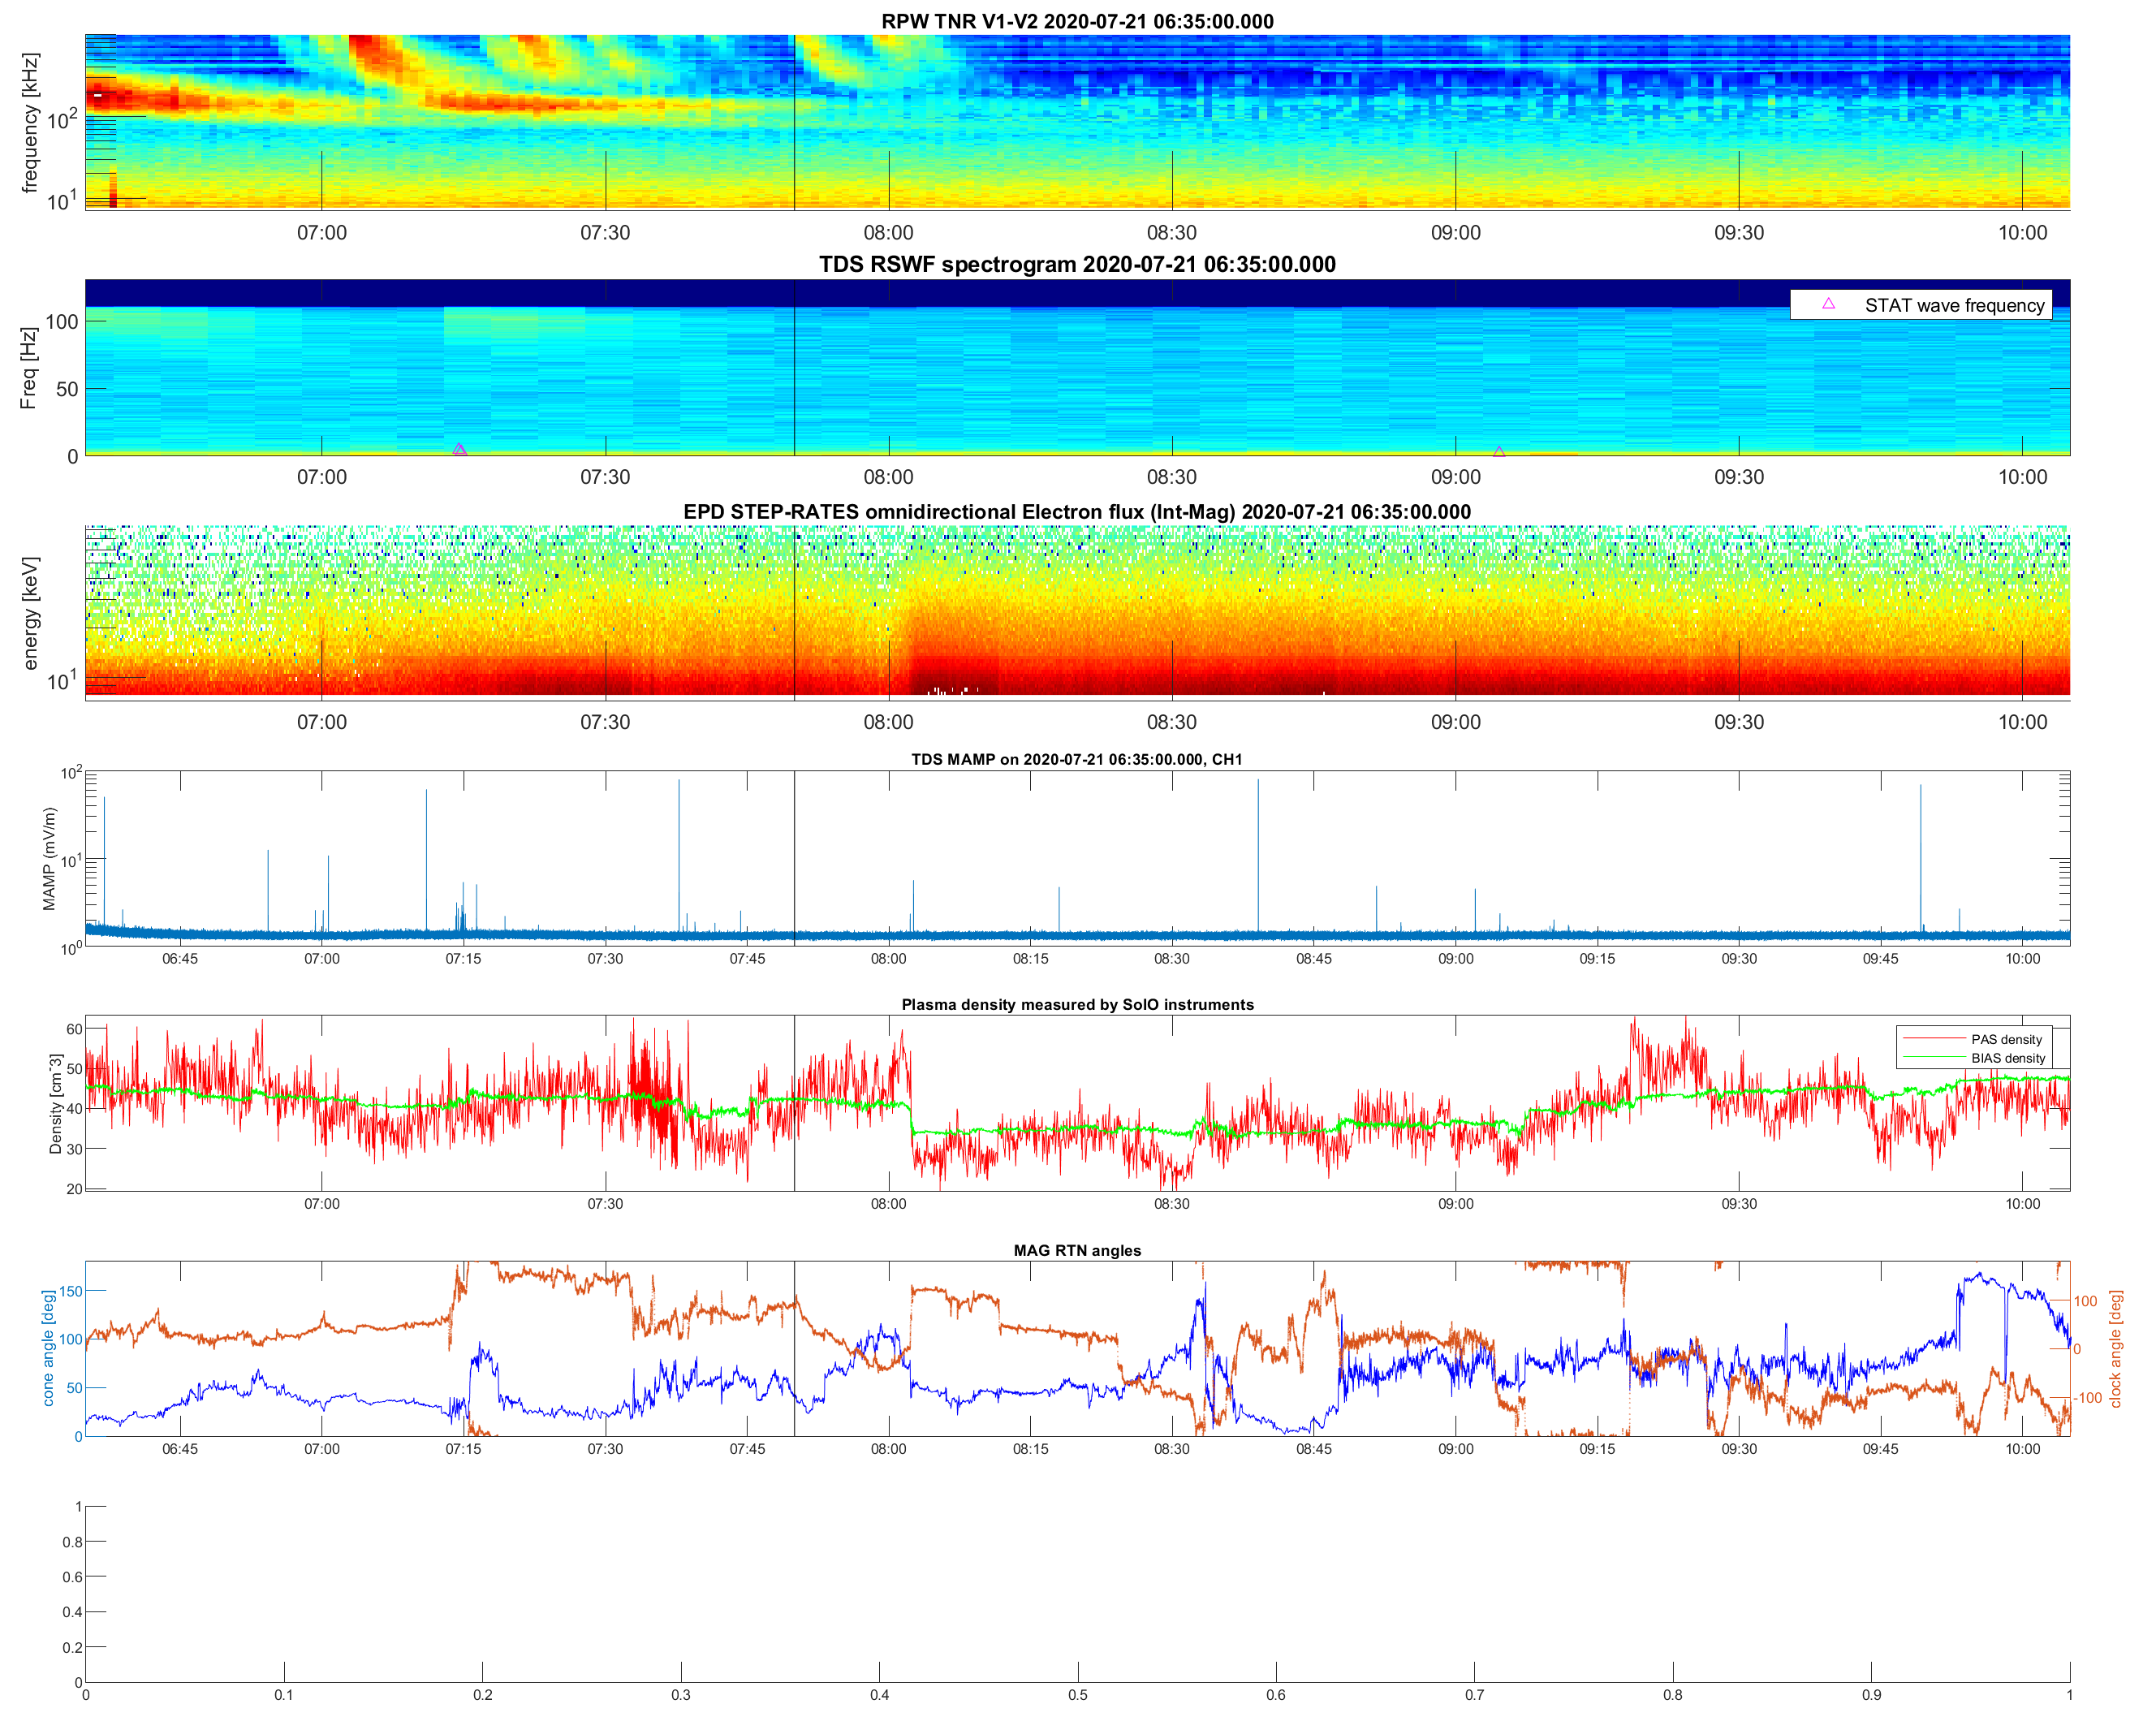 RPW TNR V1-V2 2020-07-21 06:35:00.000
frequency [kHz]
10^2
10^1
07:00 07:30 08:00 08:30 09:00 09:30 10:00
TDS RSWF spectrogram 2020-07-21 06:35:00.000
Freq [Hz]
100
50
0
STAT wave frequency
07:00 07:30 08:00 08:30 09:00 09:30 10:00
EPD STEP-RATES omnidirectional Electron flux (Int-Mag) 2020-07-21 06:35:00.000
energy [keV]
10^1
07:00 07:30 08:00 08:30 09:00 09:30 10:00
TDS MAMP on 2020-07-21 06:35:00.000, CH1
MAMP (mV/m)
10^2
10^1
10^0
06:45 07:00 07:15 07:30 07:45 08:00 08:15 08:30 08:45 09:00 09:15 09:30 09:45 10:00
Plasma density measured by SolO instruments
Density [cm^3]
60
50
40
30
20
PAS density
BIAS density
07:00 07:30 08:00 08:30 09:00 09:30 10:00
MAG RTN angles
cone angle [deg]
150
100
50
0
100
0
-100
clock angle [deg]
06:45 07:00 07:15 07:30 07:45 08:00 08:15 08:30 08:45 09:00 09:15 09:30 09:45 10:00
1
0.8
0.6
0.4
0.2
0
0 0.1 0.2 0.3 0.4 0.5 0.6 0.7 0.8 0.9 1